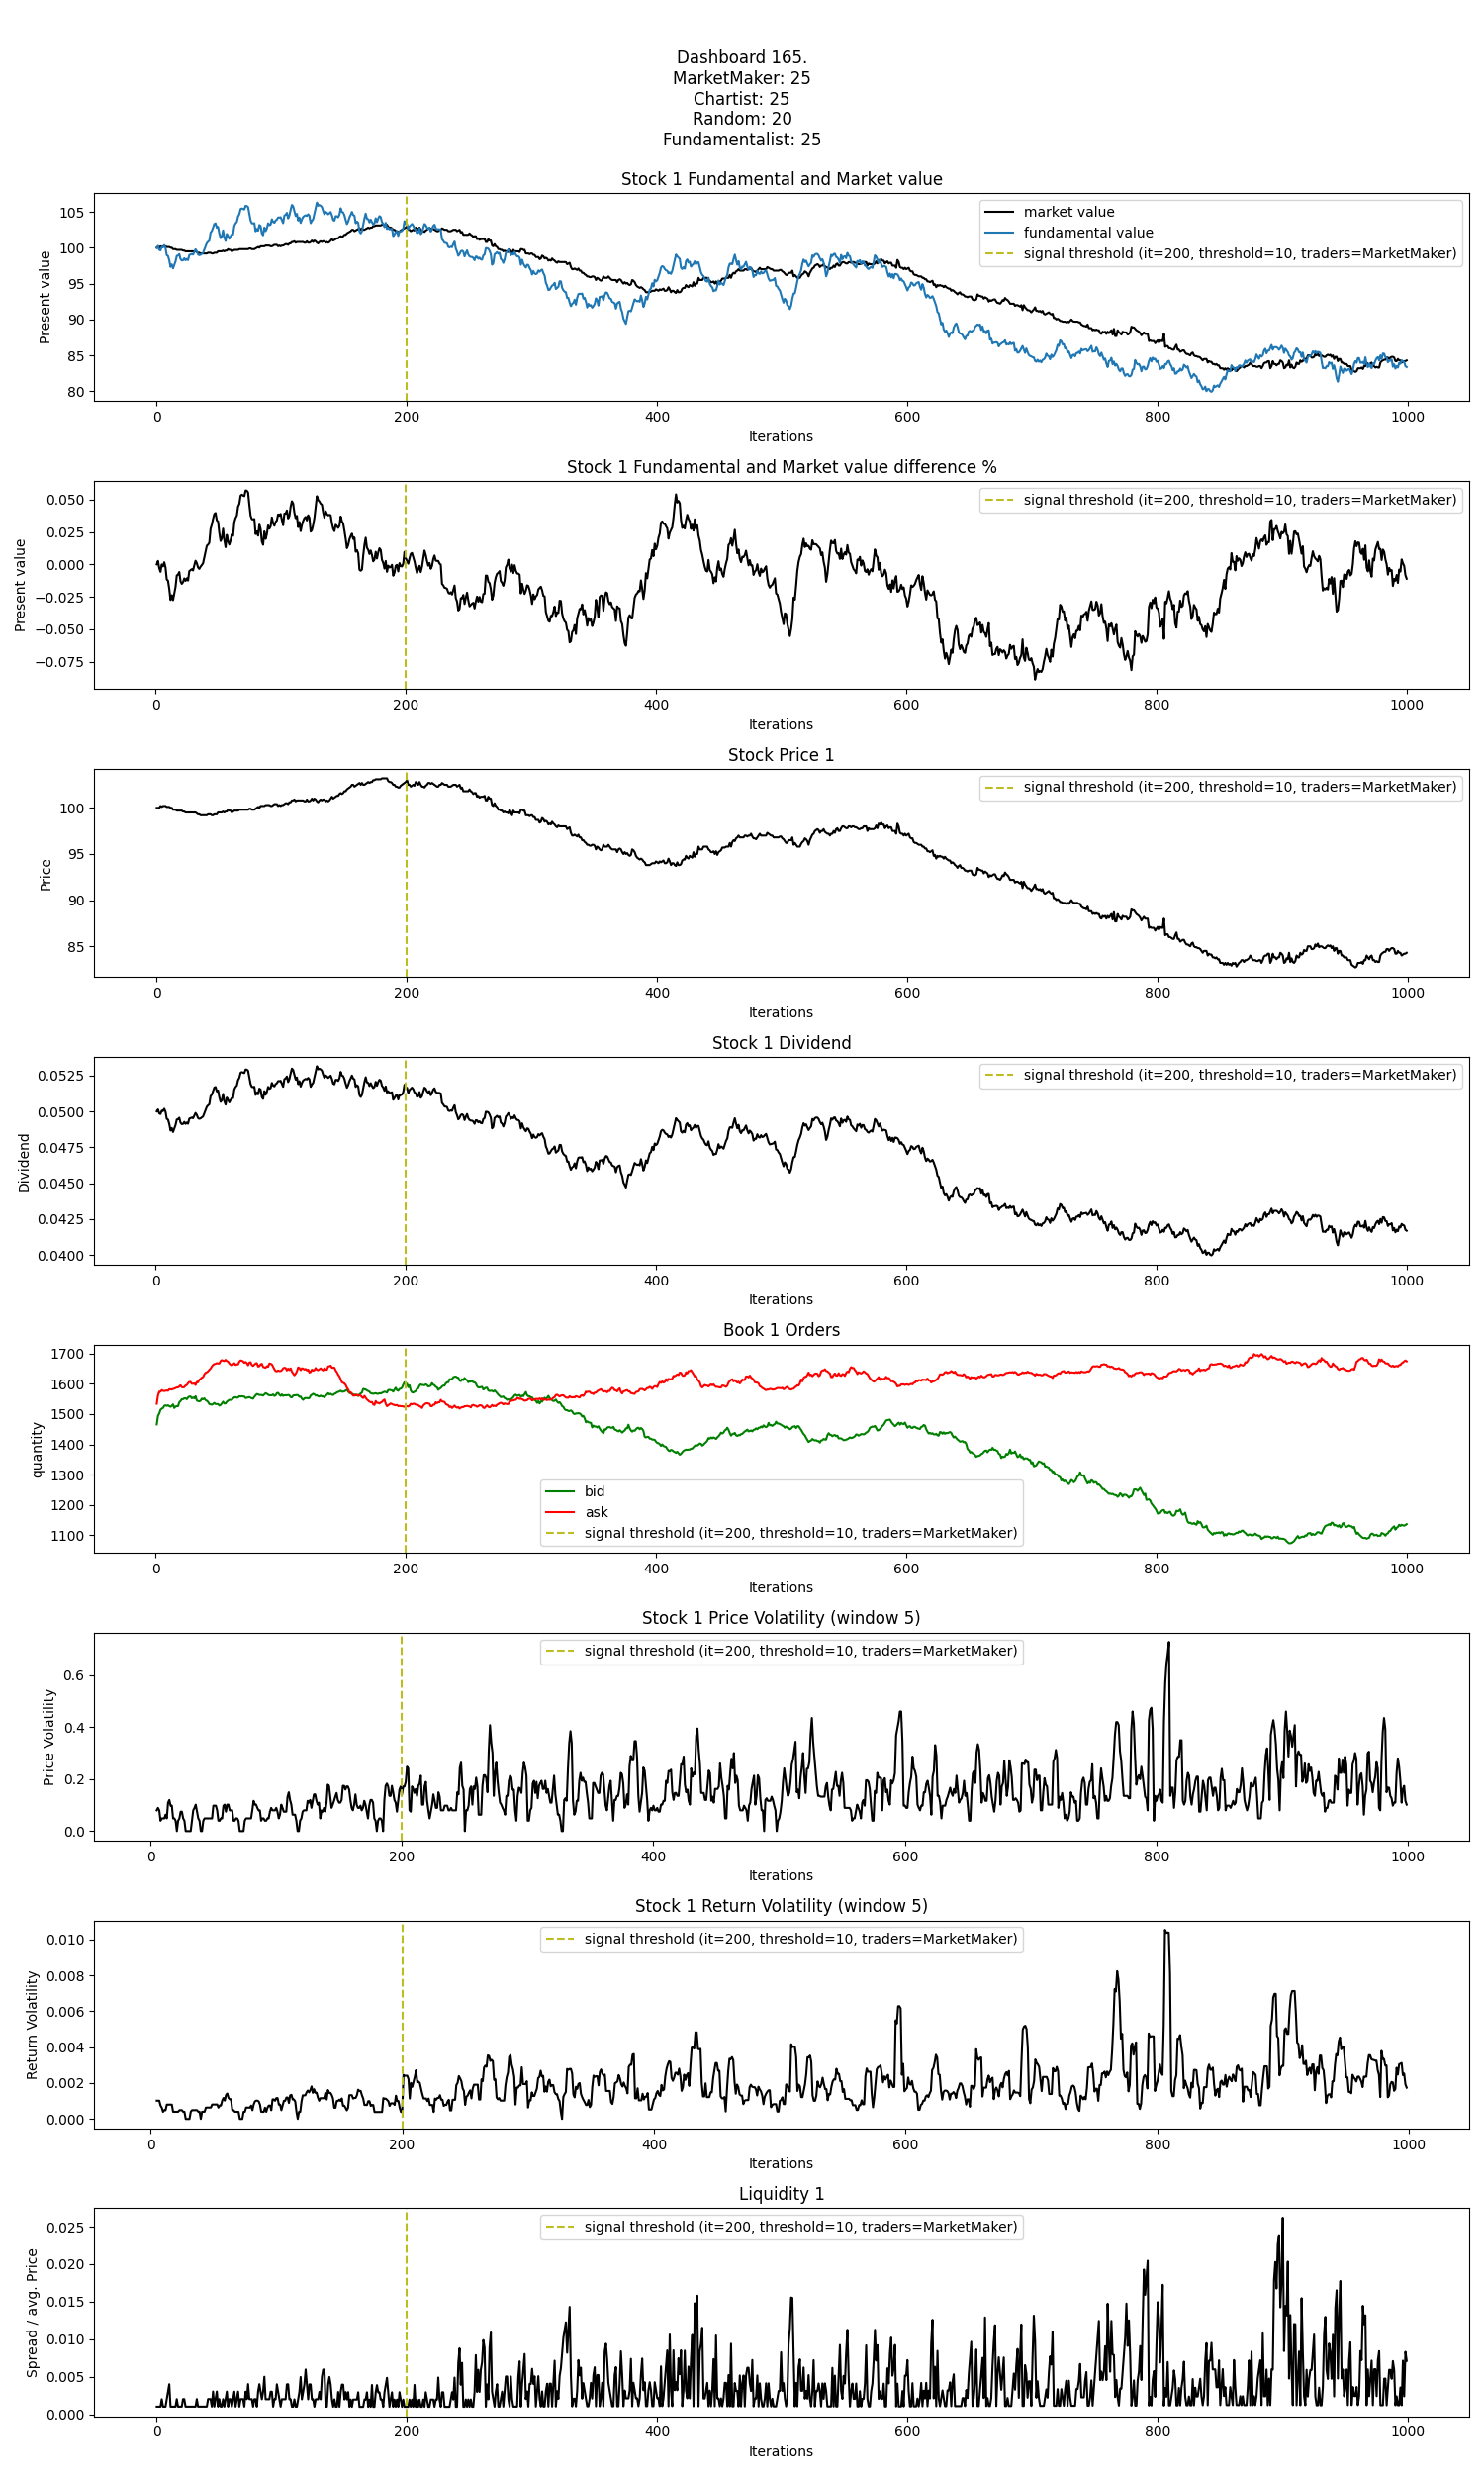 Dashboard 165.
MarketMaker: 25
Chartist: 25
Random: 20
Fundamentalist: 25
Stock 1 Fundamental and Market value
105
100
95
90
85
80
Present value
market value
fundamental value
signal threshold (it=200, threshold=10, traders=MarketMaker)
0 200 400 600 800 1000
Iterations
Stock 1 Fundamental and Market value difference %
0.050
0.025
0.000
−0.025
−0.050
−0.075
Present value
signal threshold (it=200, threshold=10, traders=MarketMaker)
0 200 400 600 800 1000
Iterations
Stock Price 1
100
95
90
85
Price
signal threshold (it=200, threshold=10, traders=MarketMaker)
0 200 400 600 800 1000
Iterations
Stock 1 Dividend
0.0525
0.0500
0.0475
0.0450
0.0425
0.0400
Dividend
signal threshold (it=200, threshold=10, traders=MarketMaker)
0 200 400 600 800 1000
Iterations
Book 1 Orders
1700
1600
1500
1400
1300
1200
1100
quantity
bid
ask
signal threshold (it=200, threshold=10, traders=MarketMaker)
0 200 400 600 800 1000
Iterations
Stock 1 Price Volatility (window 5)
0.6
0.4
0.2
0.0
Price Volatility
signal threshold (it=200, threshold=10, traders=MarketMaker)
0 200 400 600 800 1000
Iterations
Stock 1 Return Volatility (window 5)
0.010
0.008
0.006
0.004
0.002
0.000
Return Volatility
signal threshold (it=200, threshold=10, traders=MarketMaker)
0 200 400 600 800 1000
Iterations
Liquidity 1
0.025
0.020
0.015
0.010
0.005
0.000
Spread / avg. Price
signal threshold (it=200, threshold=10, traders=MarketMaker)
0 200 400 600 800 1000
Iterations